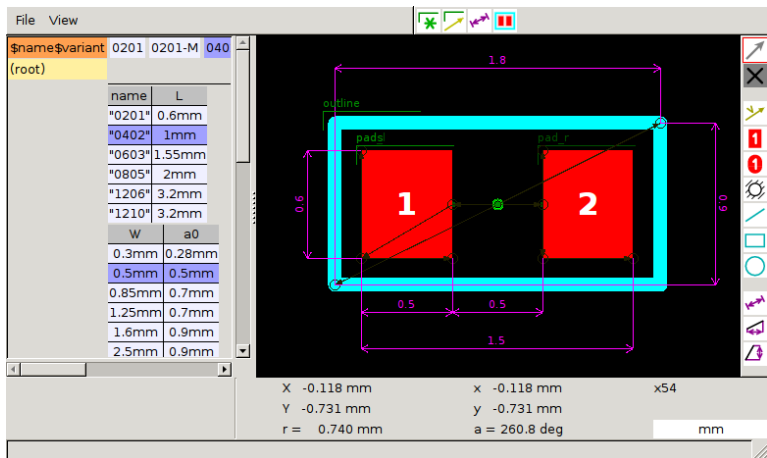 File View
$name$variant 0201 0201-M 040
(root)
name L
"0201" 0.6mm
"0402" 1mm
"0603" 1.55mm
"0805" 2mm
"1206" 3.2mm
"1210" 3.2mm
W a0
0.3mm 0.28mm
0.5mm 0.5mm
0.85mm 0.7mm
1.25mm 0.7mm
1.6mm 0.9mm
2.5mm 0.9mm
1.8
outline
pads
pad_r
0.6
1
2
0.9
0.5
0.5
1.5
1
1
X -0.118 mm x -0.118 mm x54
Y -0.731 mm y -0.731 mm
r = 0.740 mm a = 260.8 deg mm